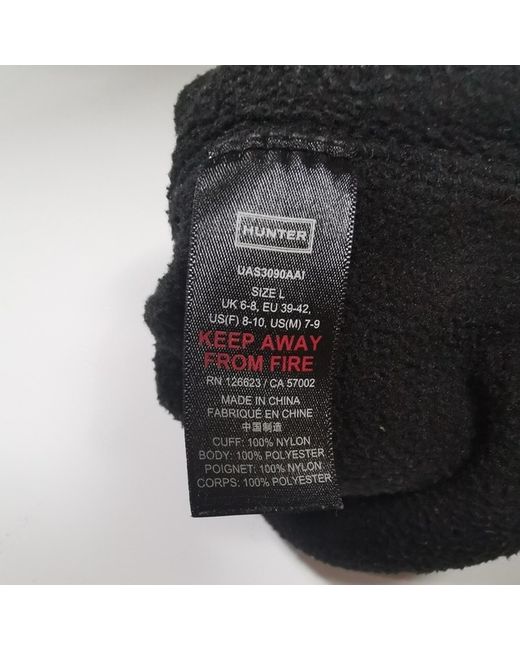 HUNTER
UAS3090AAI
SIZE L
UK 6-8, EU 39-42,
US(F) 8-10, US(M) 7-9
KEEP AWAY
FROM FIRE
RN 126623 / CA 57002
MADE IN CHINA
FABRIQUÉ EN CHINE
中国制造
CUFF: 100% NYLON
BODY: 100% POLYESTER
POIGNET: 100% NYLON
CORPS: 100% POLYESTER